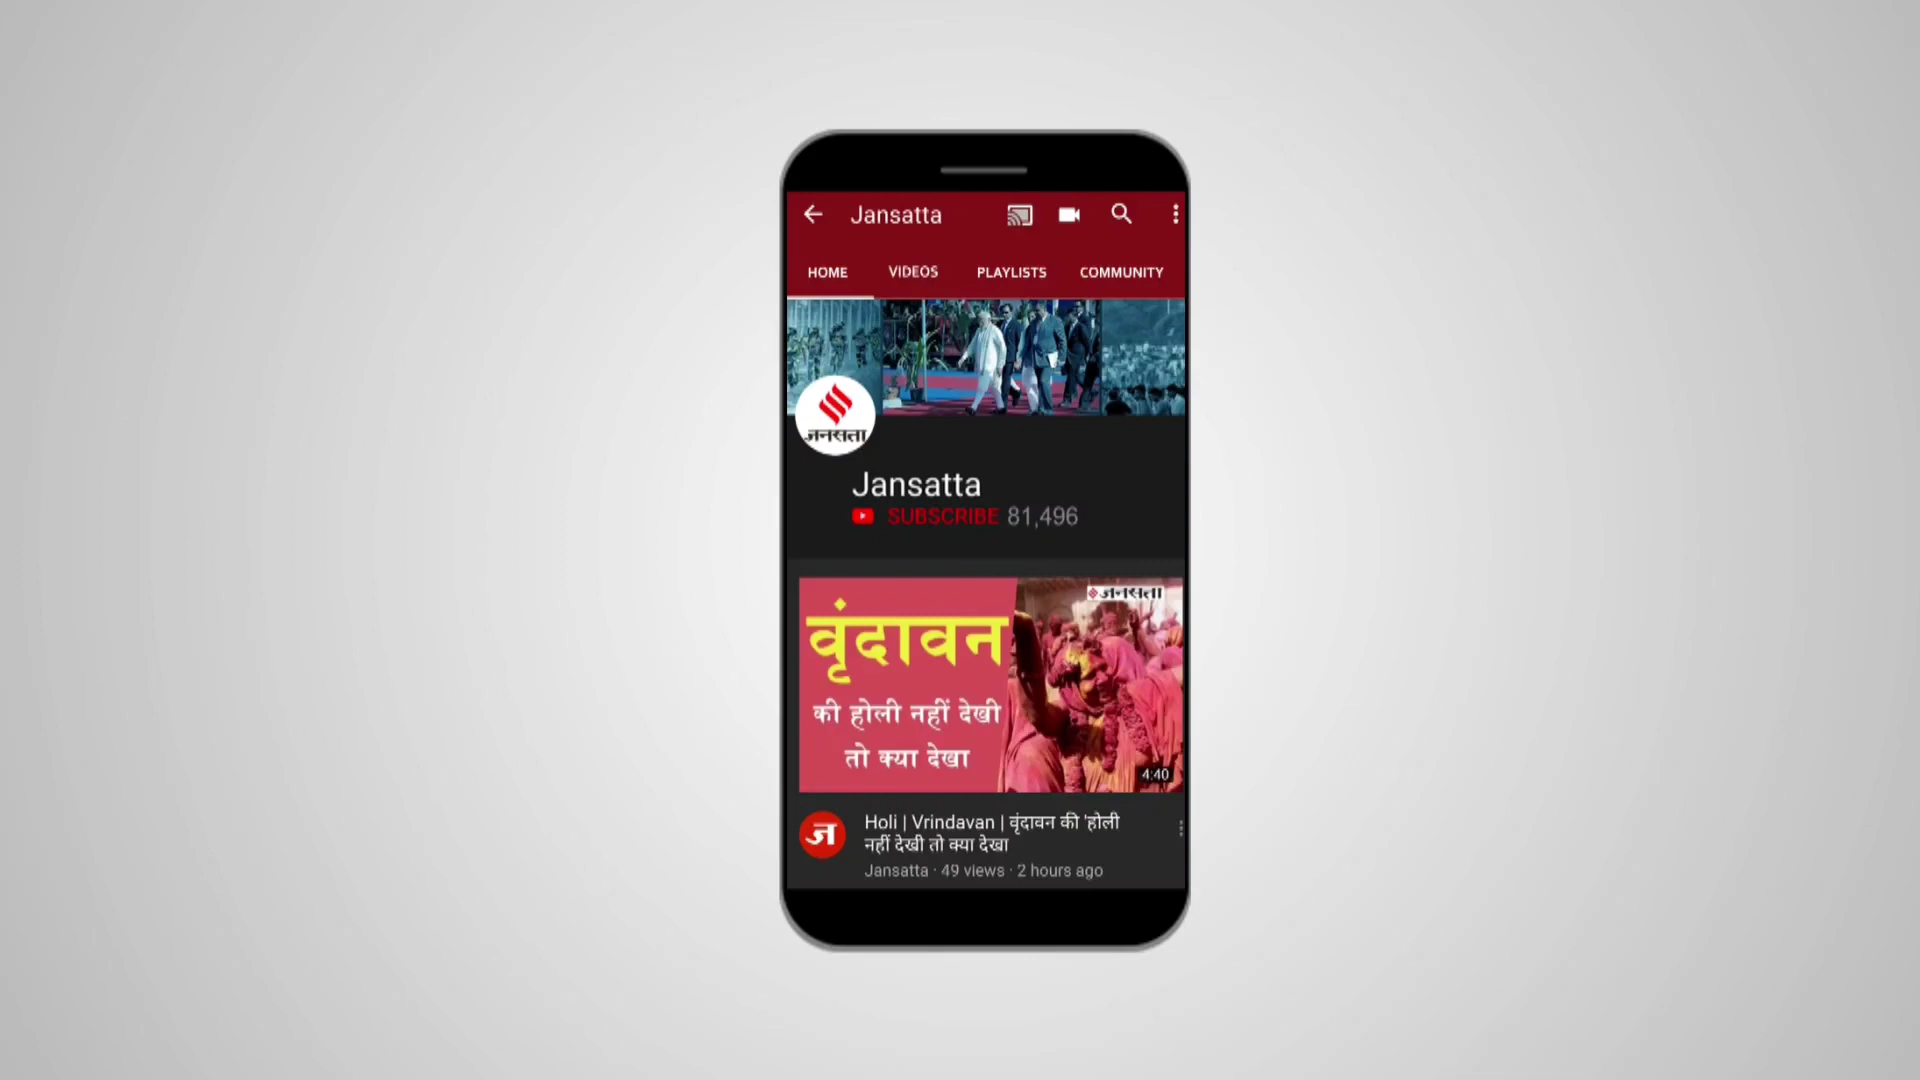 Jansatta
HOME VIDEOS PLAYLISTS COMMUNITY
जनसत्ता
Jansatta
SUBSCRIBE 81,496
जनसत्ता
वृंदावन
की होली नहीं देखी
तो क्या देखा
4:40
ज
Holi | Vrindavan | वृंदावन की 'होली
नहीं देखी तो क्या देखा
Jansatta · 49 views · 2 hours ago